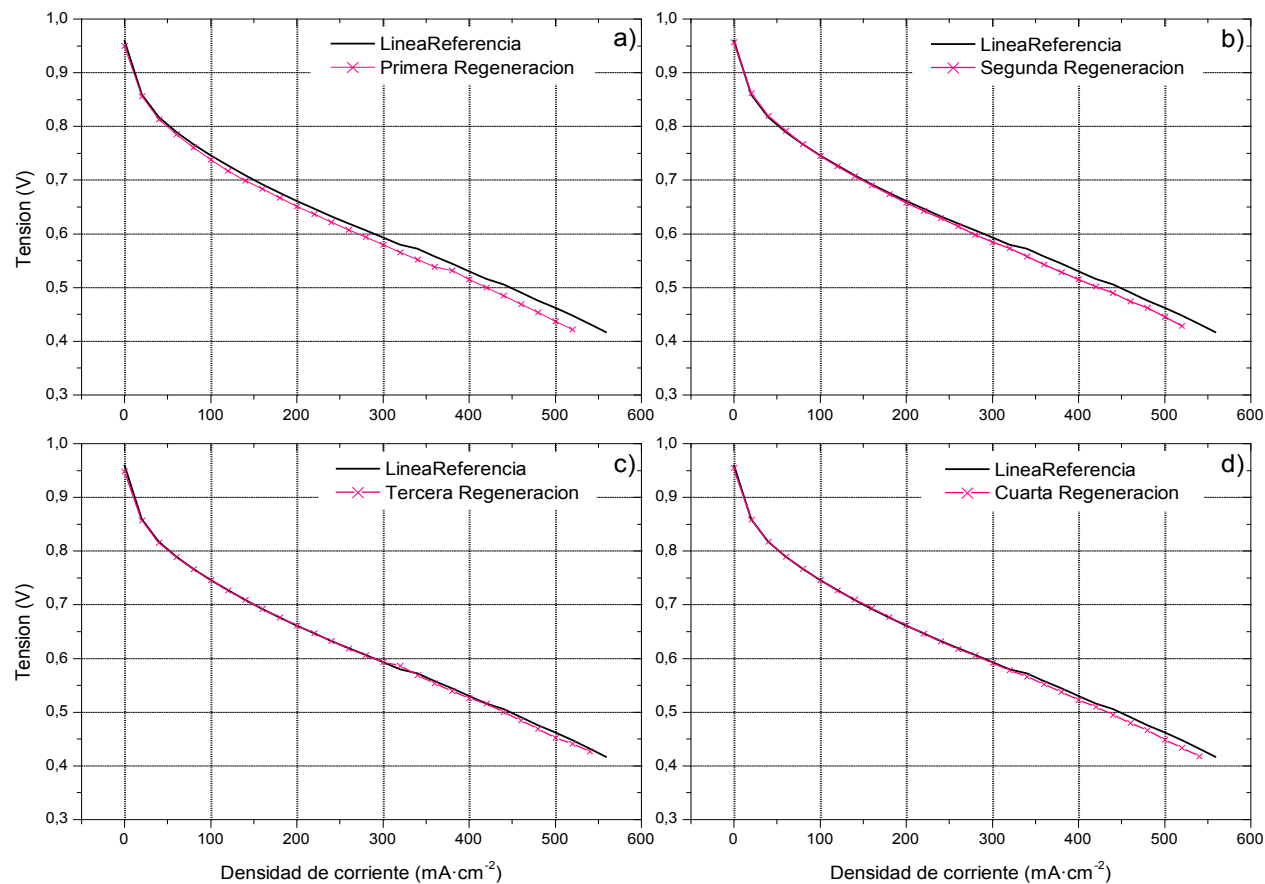 LineaReferencia
Primera Regeneracion
a)
1,0
0,9
0,8
0,7
0,6
0,5
0,4
0,3
Tension (V)
0 100 200 300 400 500 600
LineaReferencia
Segunda Regeneracion
b)
1,0
0,9
0,8
0,7
0,6
0,5
0,4
0,3
0 100 200 300 400 500 600
LineaReferencia
Tercera Regeneracion
c)
1,0
0,9
0,8
0,7
0,6
0,5
0,4
0,3
Tension (V)
0 100 200 300 400 500 600
Densidad de corriente (mA·cm⁻²)
LineaReferencia
Cuarta Regeneracion
d)
1,0
0,9
0,8
0,7
0,6
0,5
0,4
0,3
0 100 200 300 400 500 600
Densidad de corriente (mA·cm⁻²)